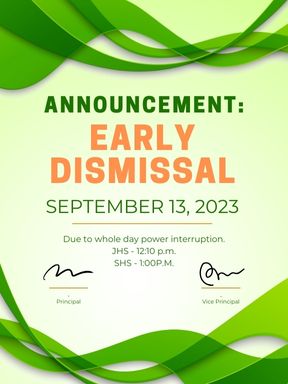 ANNOUNCEMENT:
EARLY
DISMISSAL
SEPTEMBER 13, 2023
Due to whole day power interruption.
JHS - 12:10 p.m.
SHS - 1:00P.M.
Principal
Vice Principal